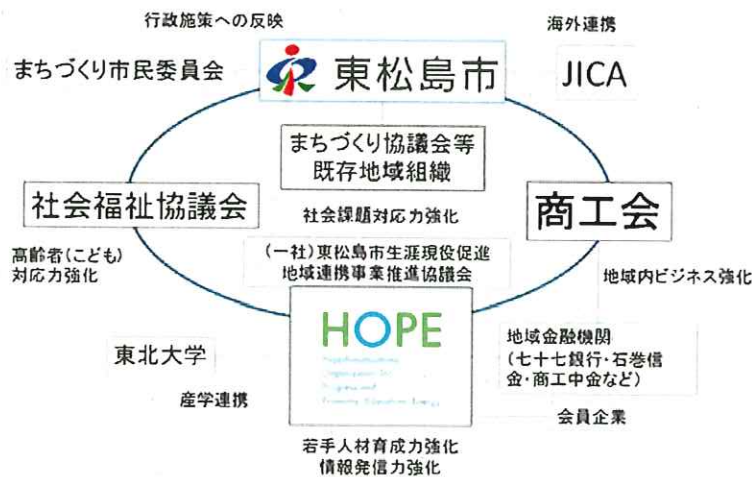 行政施策への反映
海外連携
まちづくり市民委員会
東松島市
JICA
まちづくり協議会等
既存地域組織
社会福祉協議会
商工会
社会課題対応力強化
高齢者(こども)
対応力強化
(一社)東松島市生涯現役促進
地域連携事業推進協議会
地域内ビジネス強化
HOPE
東北大学
地域金融機関
(七十七銀行・石巻信
金・商工中金など)
産学連携
会員企業
若手人材育成力強化
情報発信力強化